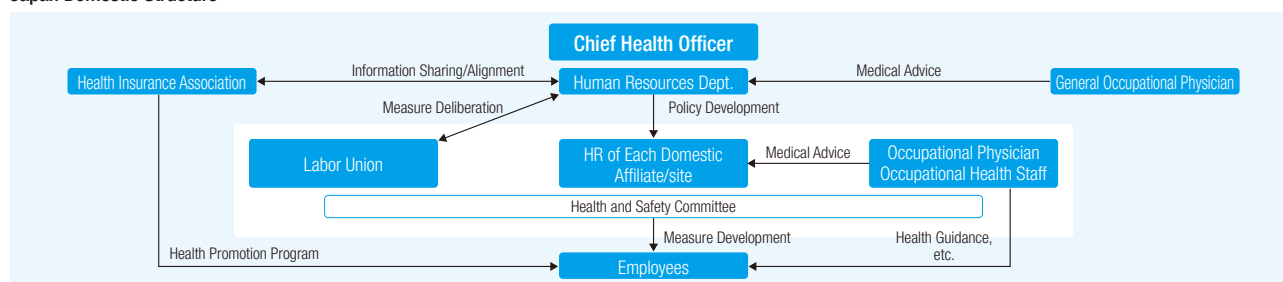 Chief Health Officer
Health Insurance Association
Information Sharing/Alignment
Human Resources Dept.
Medical Advice
General Occupational Physician
Measure Deliberation
Policy Development
Labor Union
HR of Each Domestic
Affiliate/site
Medical Advice
Occupational Physician
Occupational Health Staff
Health and Safety Committee
Health Promotion Program
Measure Development
Health Guidance,
etc.
Employees